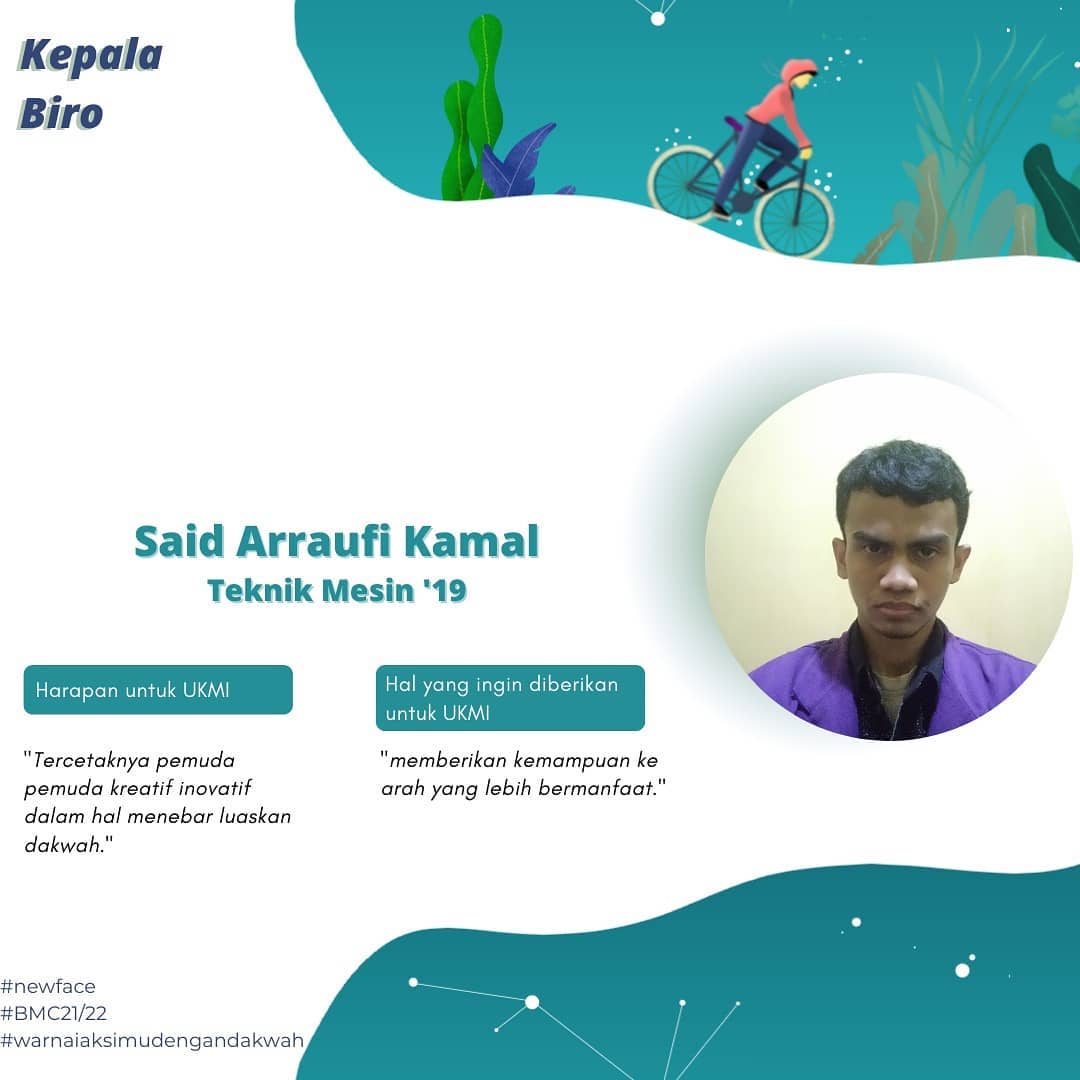 Kepala
Biro
Said Arraufi Kamal
Teknik Mesin '19
Harapan untuk UKMI
"Tercetaknya pemuda
pemuda kreatif inovatif
dalam hal menebar luaskan
dakwah."
Hal yang ingin diberikan
untuk UKMI
"memberikan kemampuan ke
arah yang lebih bermanfaat."
#newface
#BMC21/22
#warnaiaksimudengandakwah